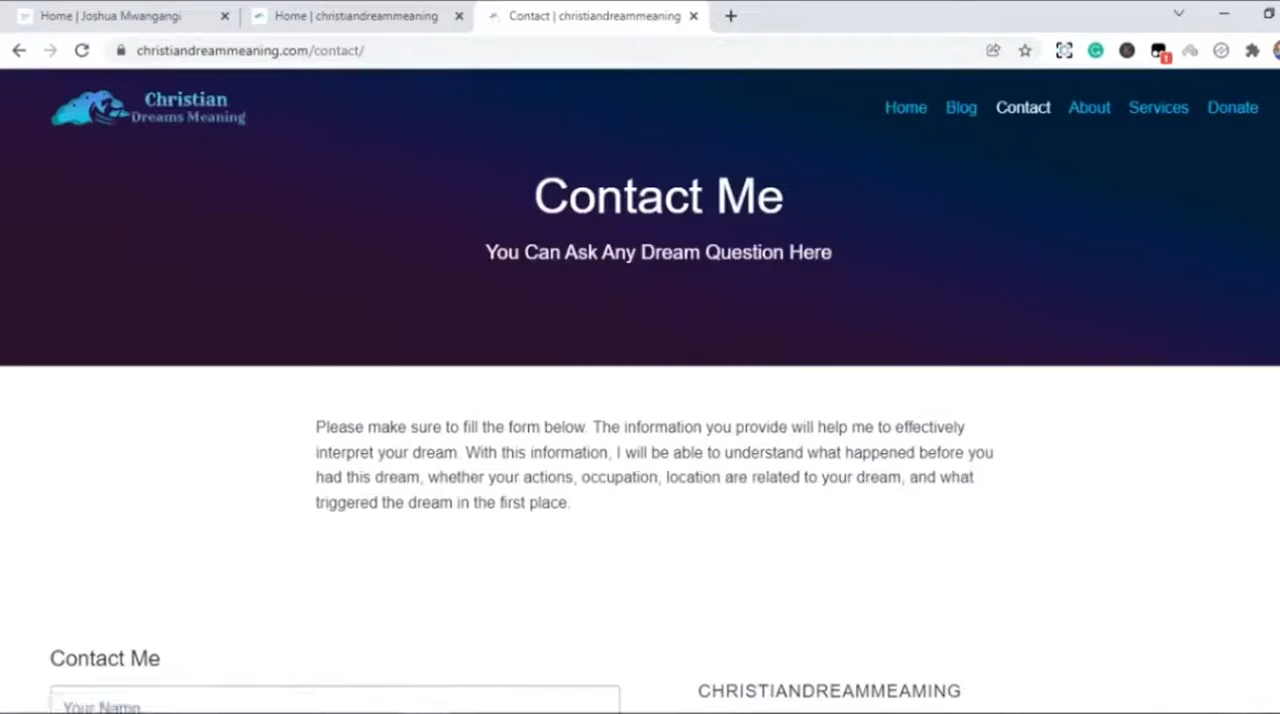 Home | Joshua Mwangangi
Home | christiandreammeaning
Contact | christiandreammeaning
christiandreammeaning.com/contact/
1
Christian
Dreams Meaning
Home Blog Contact About Services Donate
Contact Me
You Can Ask Any Dream Question Here
Please make sure to fill the form below. The information you provide will help me to effectively
interpret your dream. With this information, I will be able to understand what happened before you
had this dream, whether your actions, occupation, location are related to your dream, and what
triggered the dream in the first place.
Contact Me
Your Name
CHRISTIANDREAMMEAMING